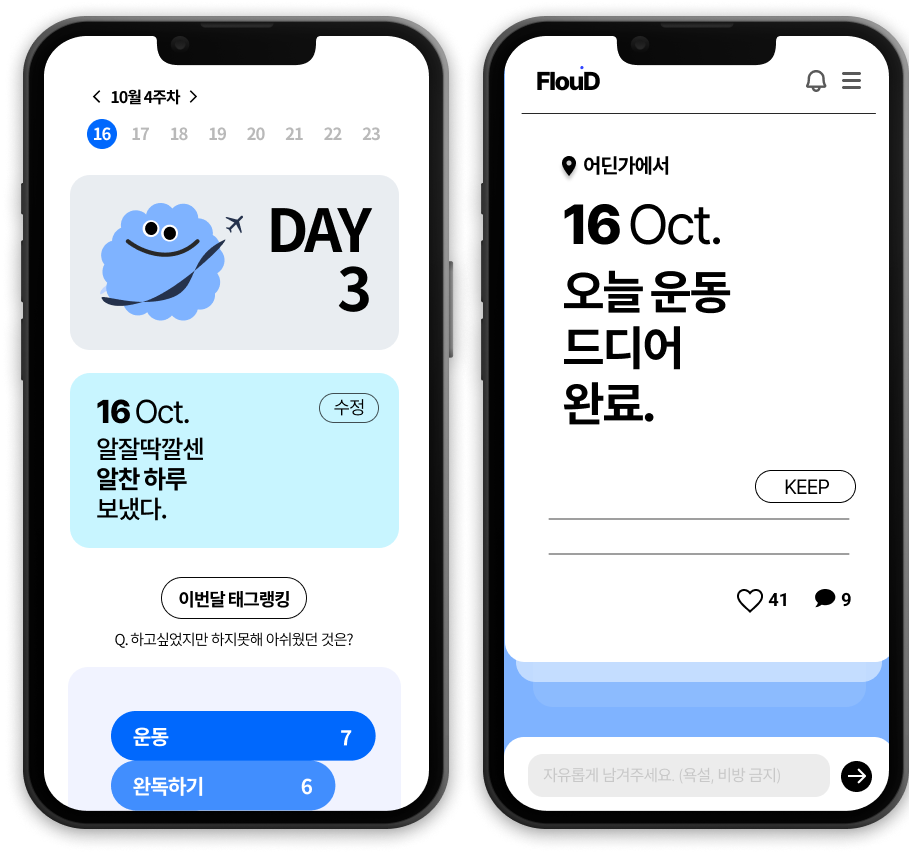 10월 4주차
16 17 18 19 20 21 22 23
DAY
3
16 Oct.
수정
알잘딱깔센
알찬 하루
보냈다.
이번달 태그랭킹
Q. 하고싶었지만 하지못해 아쉬웠던 것은?
운동 7
완독하기 6
FlouD
어딘가에서
16 Oct.
오늘 운동
드디어
완료.
KEEP
41 9
자유롭게 남겨주세요. (욕설, 비방 금지)